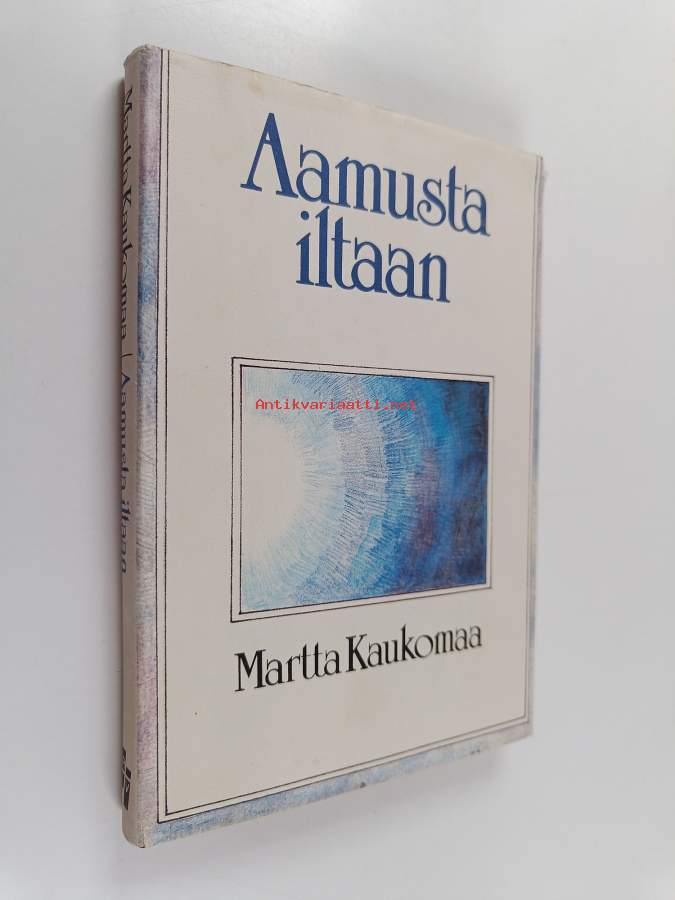 Aamusta
iltaan
Antikvariaatti.net
Martta Kaukomaa
Martta Kaukomaa / Aamusta iltaan